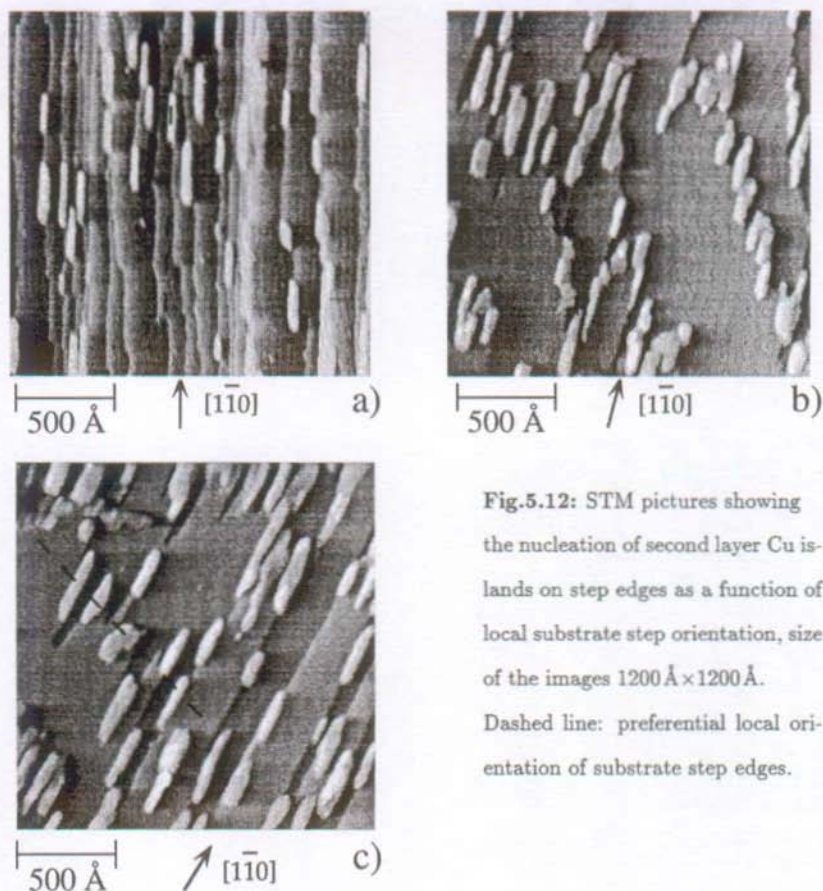 a)
500 Å
[11̄0]
b)
500 Å
[11̄0]
Fig.5.12: STM pictures showing
the nucleation of second layer Cu is-
lands on step edges as a function of
local substrate step orientation, size
of the images 1200 Å×1200 Å.
Dashed line: preferential local ori-
entation of substrate step edges.
c)
500 Å
[11̄0]